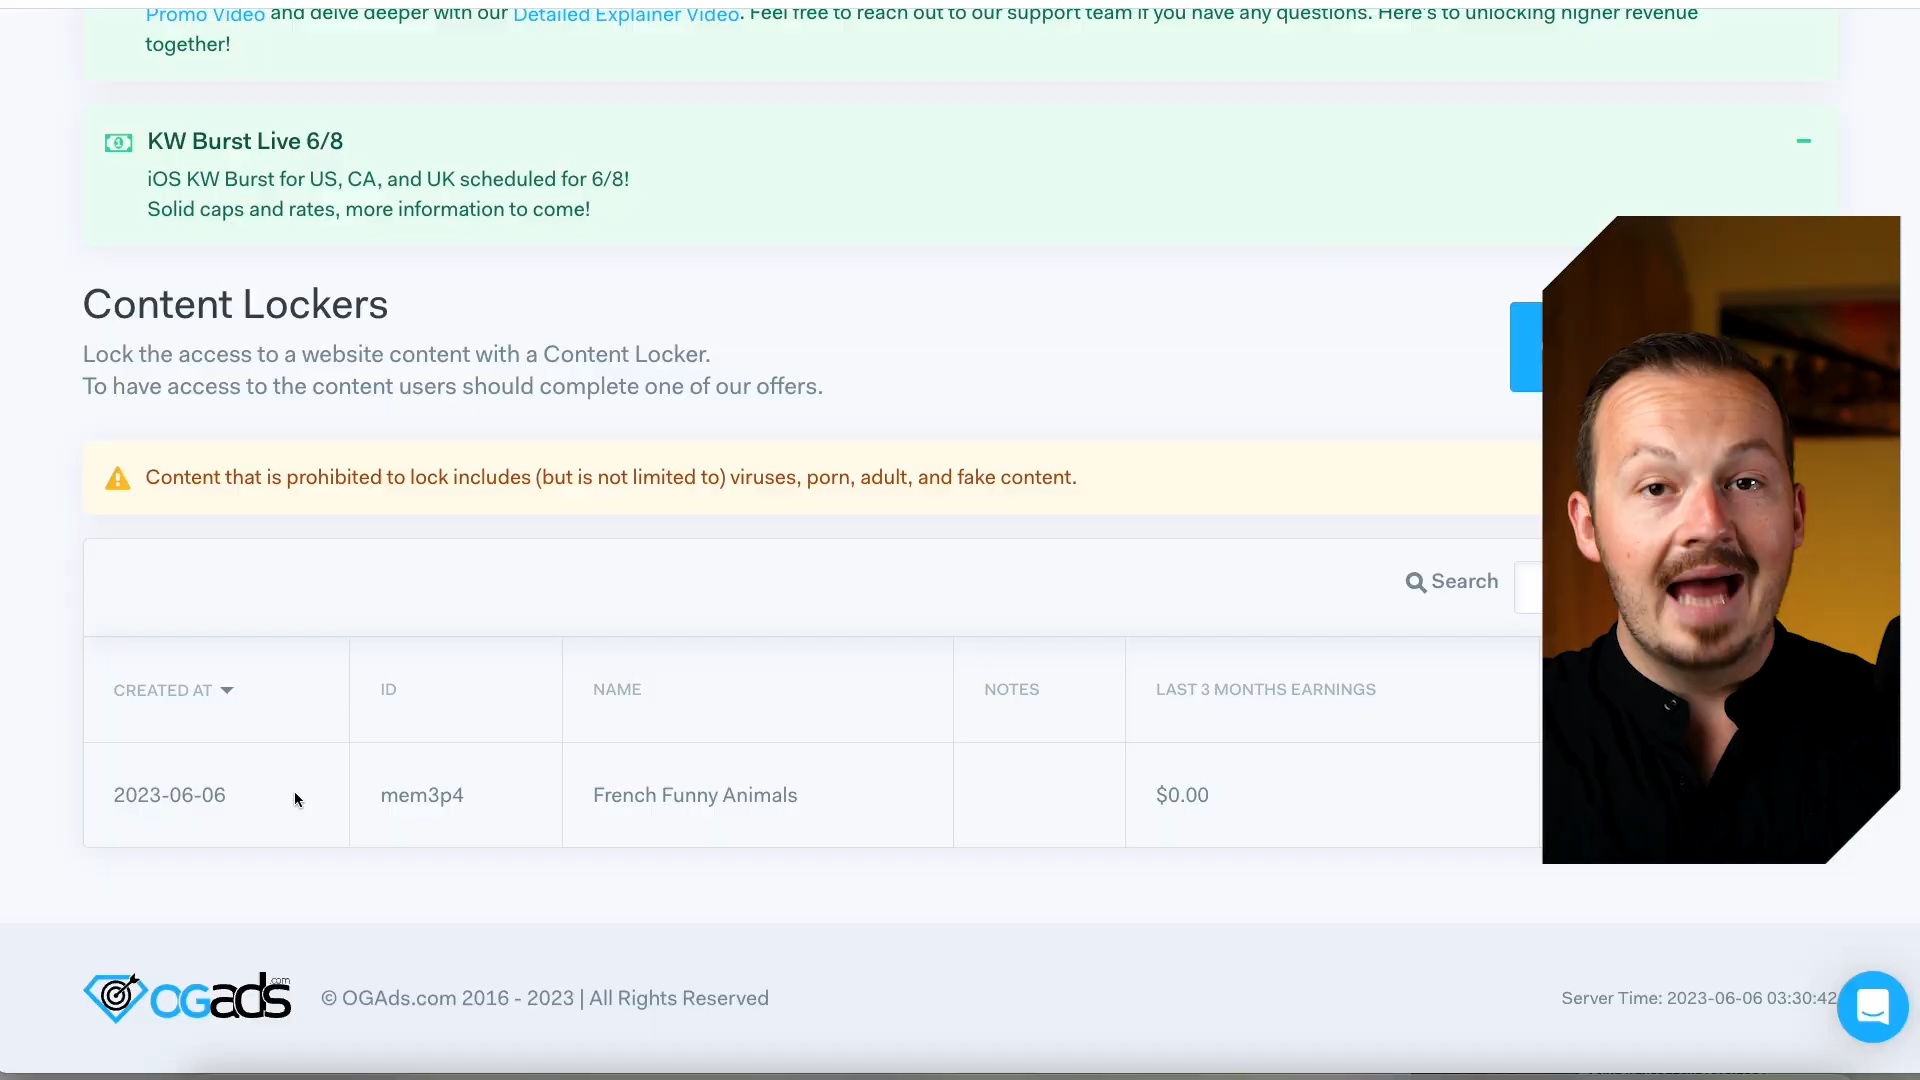 Promo Video and delve deeper with our Detailed Explainer Video. Feel free to reach out to our support team if you have any questions. Here's to unlocking higher revenue
together!
KW Burst Live 6/8
iOS KW Burst for US, CA, and UK scheduled for 6/8!
Solid caps and rates, more information to come!
Content Lockers
Lock the access to a website content with a Content Locker.
To have access to the content users should complete one of our offers.
Content that is prohibited to lock includes (but is not limited to) viruses, porn, adult, and fake content.
Search
CREATED AT ID NAME NOTES LAST 3 MONTHS EARNINGS
2023-06-06 mem3p4 French Funny Animals $0.00
OGads.com © OGAds.com 2016 - 2023 | All Rights Reserved Server Time: 2023-06-06 03:30:42